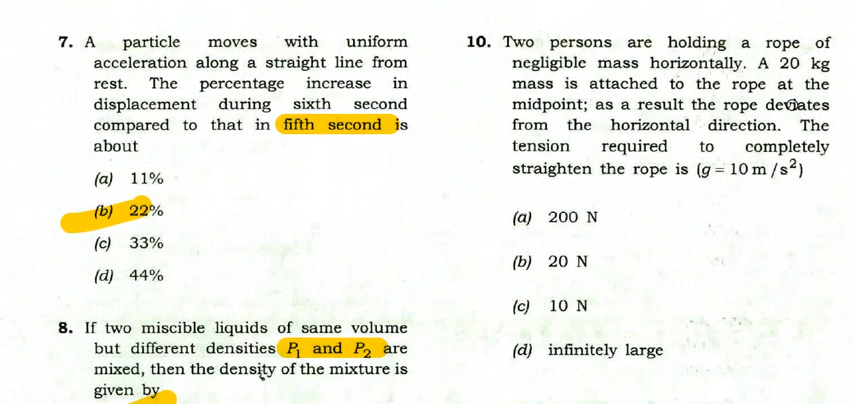 7. A particle moves with uniform
acceleration along a straight line from
rest. The percentage increase in
displacement during sixth second
compared to that in fifth second is
about
(a) 11%
(b) 22%
(c) 33%
(d) 44%
8. If two miscible liquids of same volume
but different densities P₁ and P₂ are
mixed, then the density of the mixture is
given by
10. Two persons are holding a rope of
negligible mass horizontally. A 20 kg
mass is attached to the rope at the
midpoint; as a result the rope deviates
from the horizontal direction. The
tension required to completely
straighten the rope is (g = 10 m/s²)
(a) 200 N
(b) 20 N
(c) 10 N
(d) infinitely large